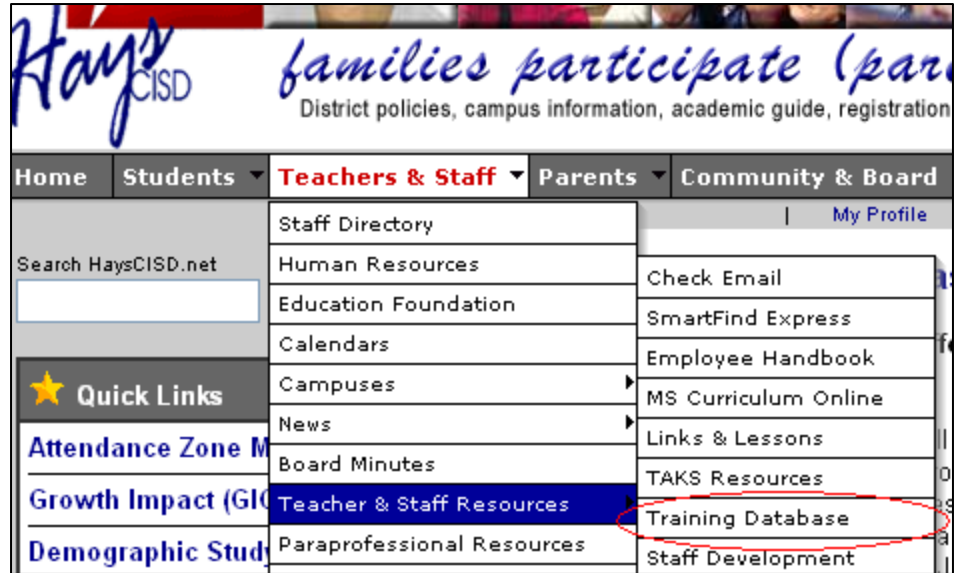 Hays
CISD
families participate (par
District policies, campus information, academic guide, registration
Home Students Teachers & Staff Parents Community & Board
| My Profile
Search HaysCISD.net
Quick Links
Attendance Zone M
Growth Impact (GI
Demographic Study
Staff Directory
Human Resources
Education Foundation
Calendars
Campuses
News
Board Minutes
Teacher & Staff Resources
Paraprofessional Resources
Check Email
SmartFind Express
Employee Handbook
MS Curriculum Online
Links & Lessons
TAKS Resources
Training Database
Staff Development